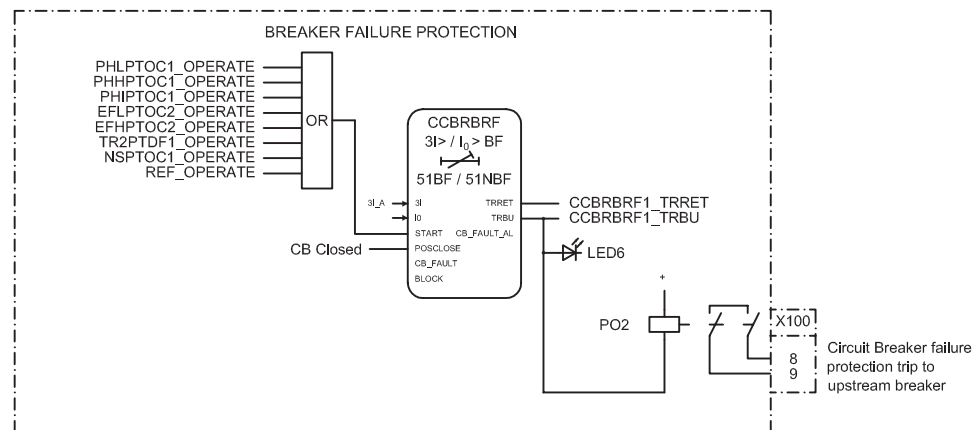 BREAKER FAILURE PROTECTION
PHLPTOC1_OPERATE
PHHPTOC1_OPERATE
PHIPTOC1_OPERATE
EFLPTOC2_OPERATE
EFHPTOC2_OPERATE
TR2PTDF1_OPERATE
NSPTOC1_OPERATE
REF_OPERATE
OR
CCBRBRF
3I> / I0 > BF
51BF / 51NBF
3I_A
3I
I0
START
POSCLOSE
CB_FAULT
BLOCK
TRRET
TRBU
CB_FAULT_AL
CB Closed
CCBRBRF1_TRRET
CCBRBRF1_TRBU
LED6
+
PO2
X100
8
9
Circuit Breaker failure
protection trip to
upstream breaker